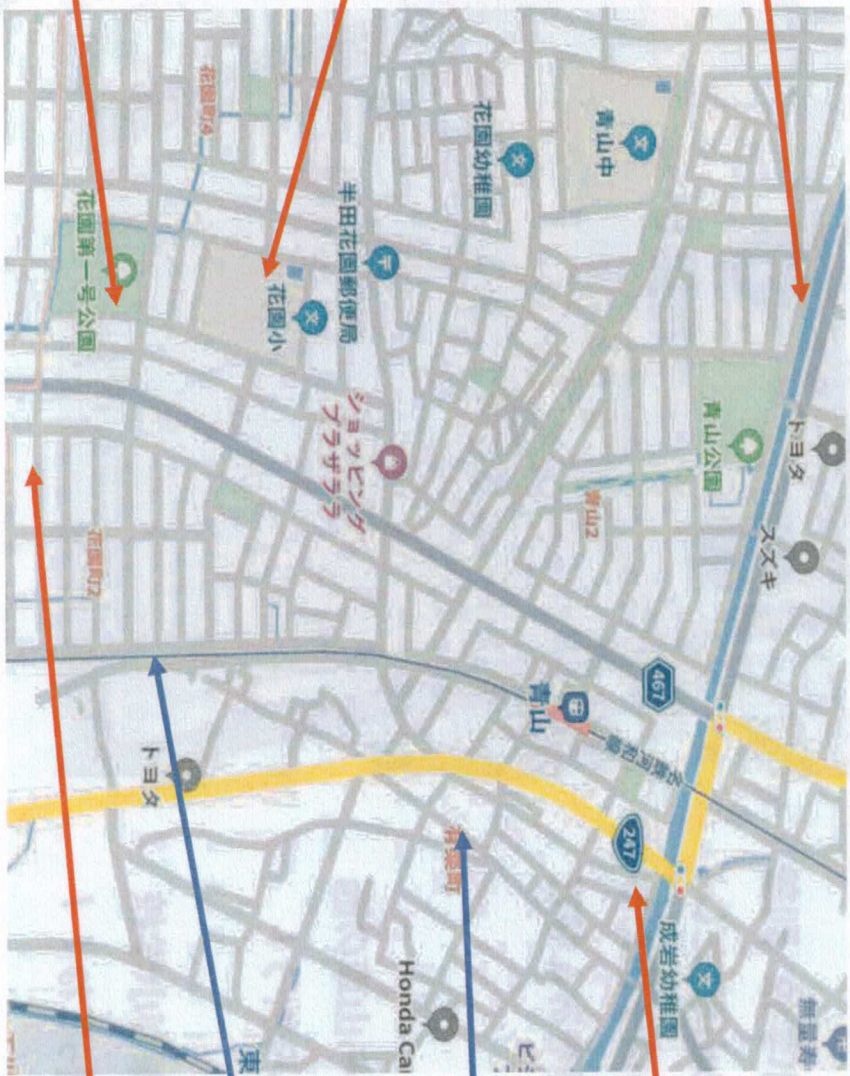 無量寿
トヨタ
スズキ
青山公園
成岩幼稚園
467
247
青山中
青山2
名鉄河和線
青山
花園幼稚園
Honda Ca
半田花園郵便局
ショッピング
プラザララ
花園小
東
花園町4
トヨタ
花園町2
花園第一号公園